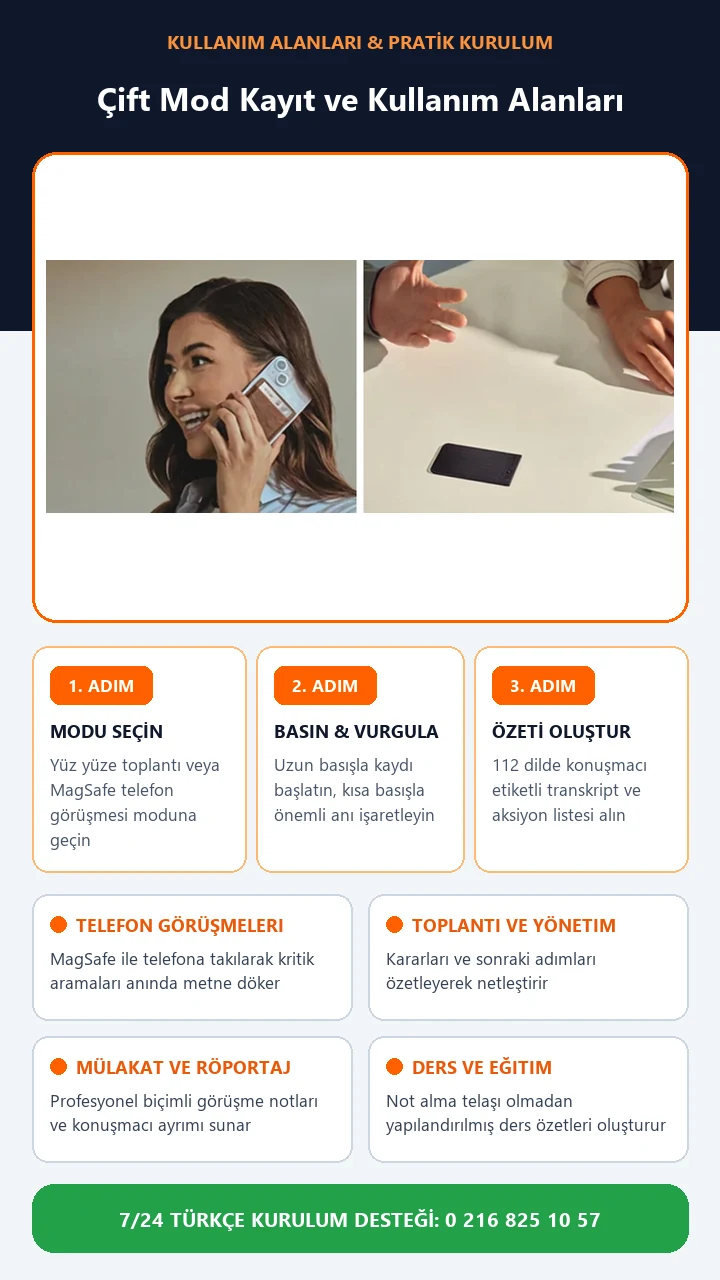 KULLANIM ALANLARI & PRATİK KURULUM
Çift Mod Kayıt ve Kullanım Alanları
1. ADIM
MODU SEÇİN
Yüz yüze toplantı veya
MagSafe telefon
görüşmesi moduna
geçin
2. ADIM
BASIN & VURGULA
Uzun basışla kaydı
başlatın, kısa basışla
önemli anı işaretleyin
3. ADIM
ÖZETİ OLUŞTUR
112 dilde konuşmacı
etiketli transkript ve
aksiyon listesi alın
TELEFON GÖRÜŞMELERI
MagSafe ile telefona takılarak kritik
aramaları anında metne döker
TOPLANTI VE YÖNETIM
Kararları ve sonraki adımları
özetleyerek netleştirir
MÜLAKAT VE RÖPORTAJ
Profesyonel biçimli görüşme notları
ve konuşmacı ayrımı sunar
DERS VE EĞITIM
Not alma telaşı olmadan
yapılandırılmış ders özetleri oluşturur
7/24 TÜRKÇE KURULUM DESTEĞİ: 0 216 825 10 57